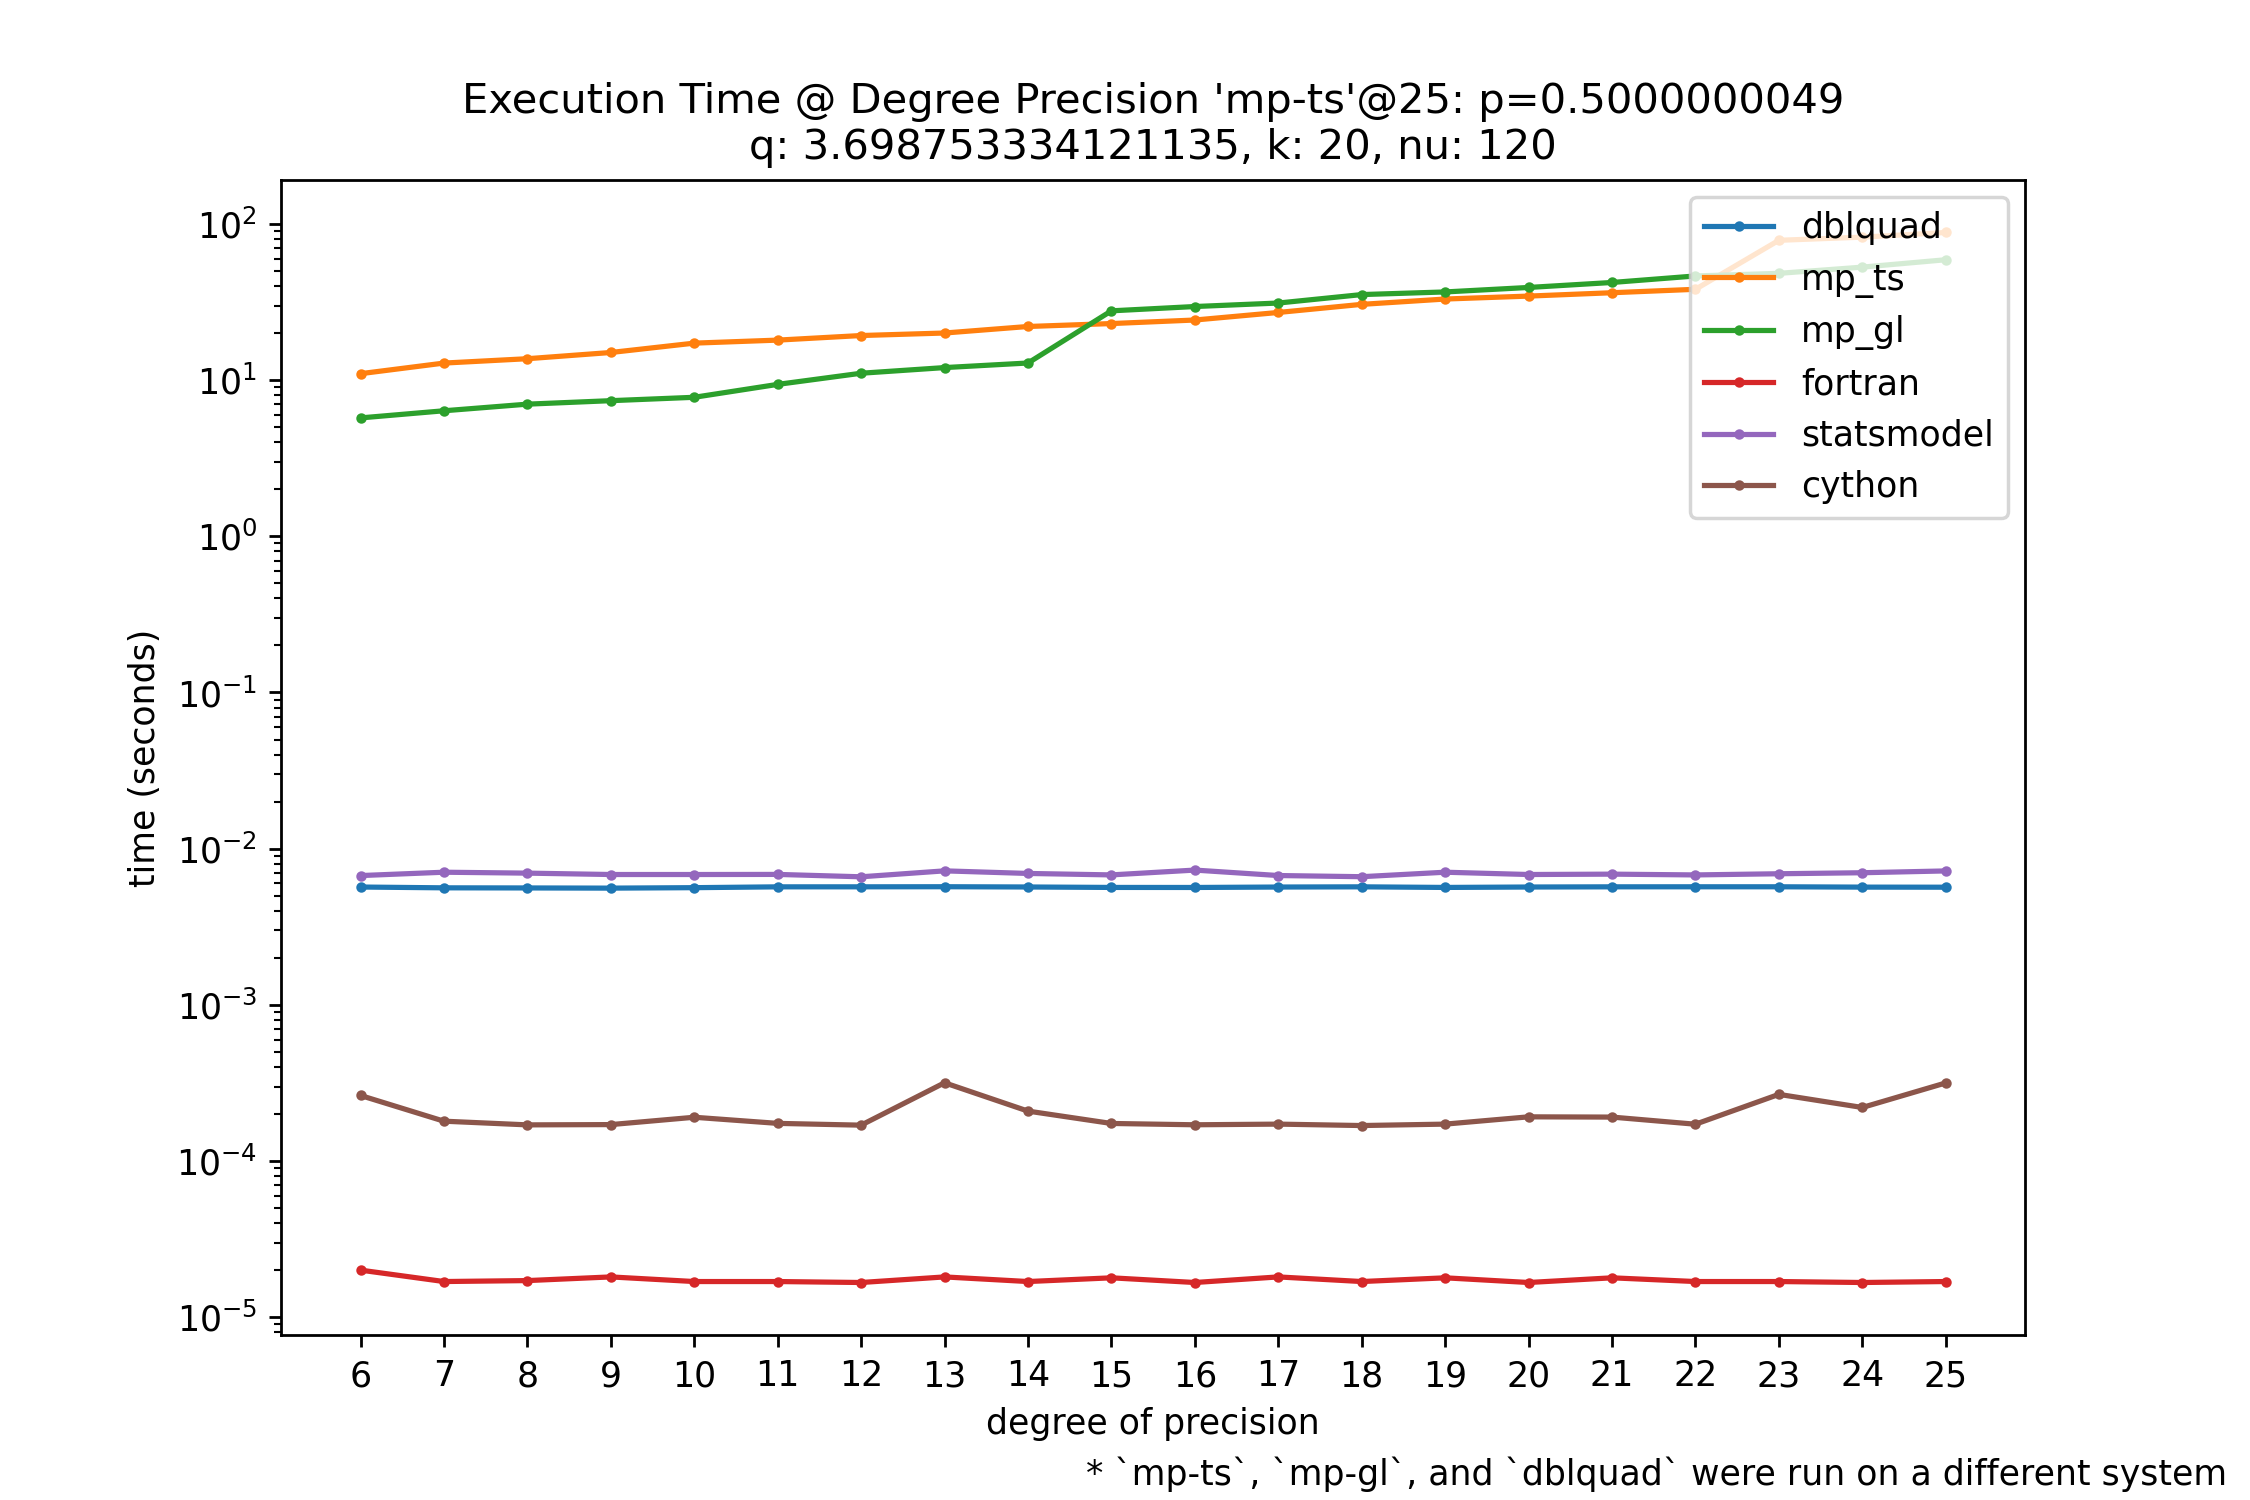 Execution Time @ Degree Precision 'mp-ts'@25: p=0.5000000049
q: 3.698753334121135, k: 20, nu: 120
10²
10¹
10⁰
10⁻¹
10⁻²
10⁻³
10⁻⁴
10⁻⁵
time (seconds)
dblquad
mp_ts
mp_gl
fortran
statsmodel
cython
6 7 8 9 10 11 12 13 14 15 16 17 18 19 20 21 22 23 24 25
degree of precision
* `mp-ts`, `mp-gl`, and `dblquad` were run on a different system